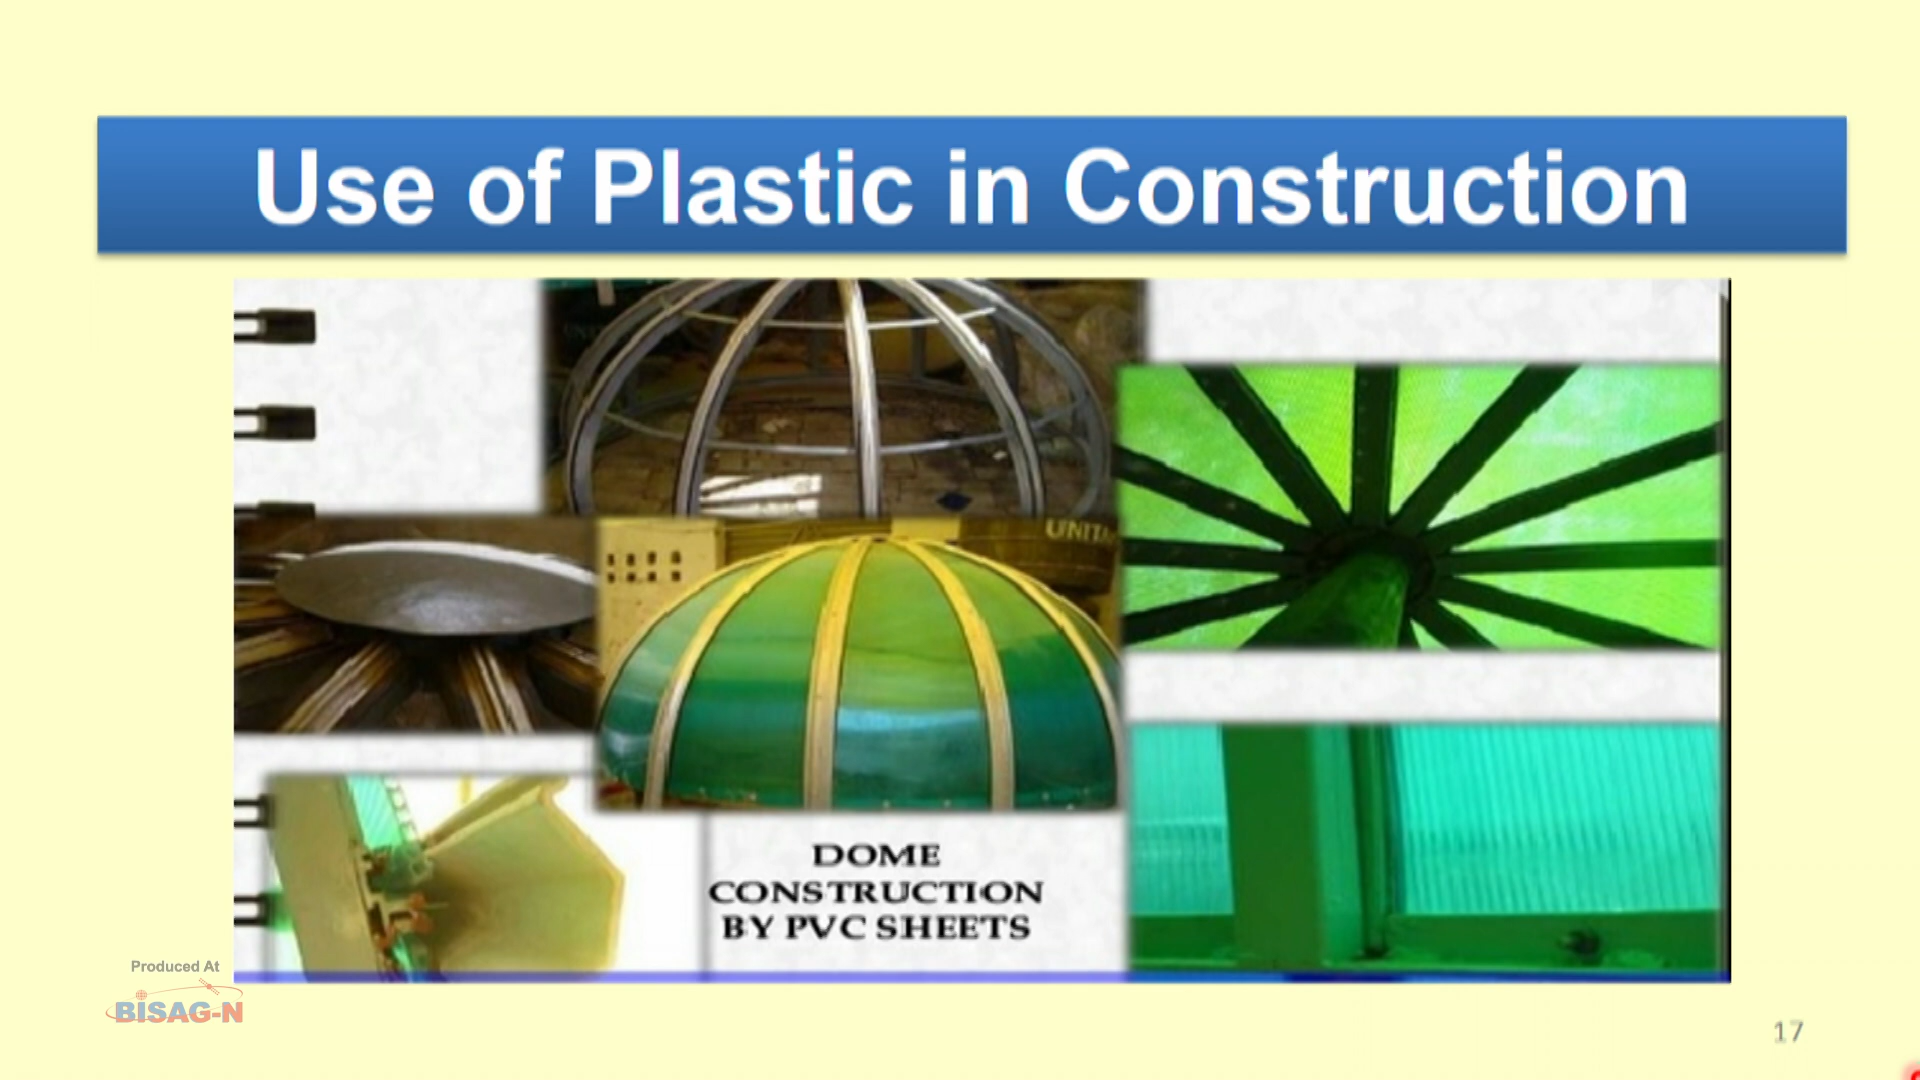 Use of Plastic in Construction
DOME
CONSTRUCTION
BY PVC SHEETS
Produced At
BISAG-N
17